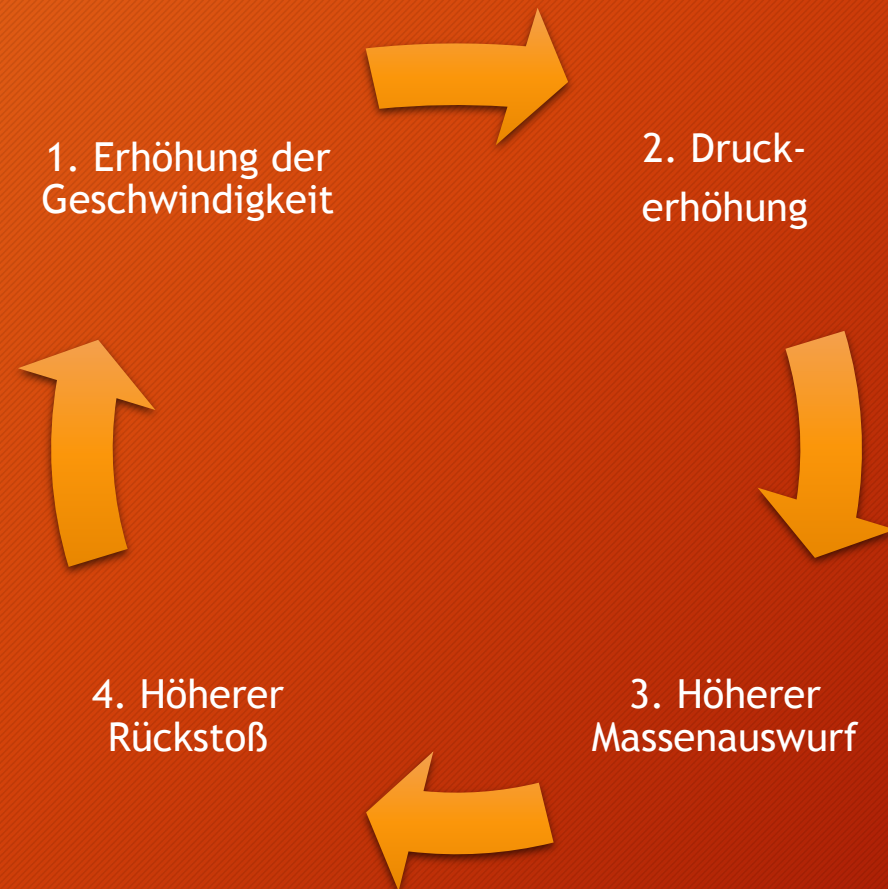 1. Erhöhung der
Geschwindigkeit
2. Druck-
erhöhung
3. Höherer
Massenauswurf
4. Höherer
Rückstoß